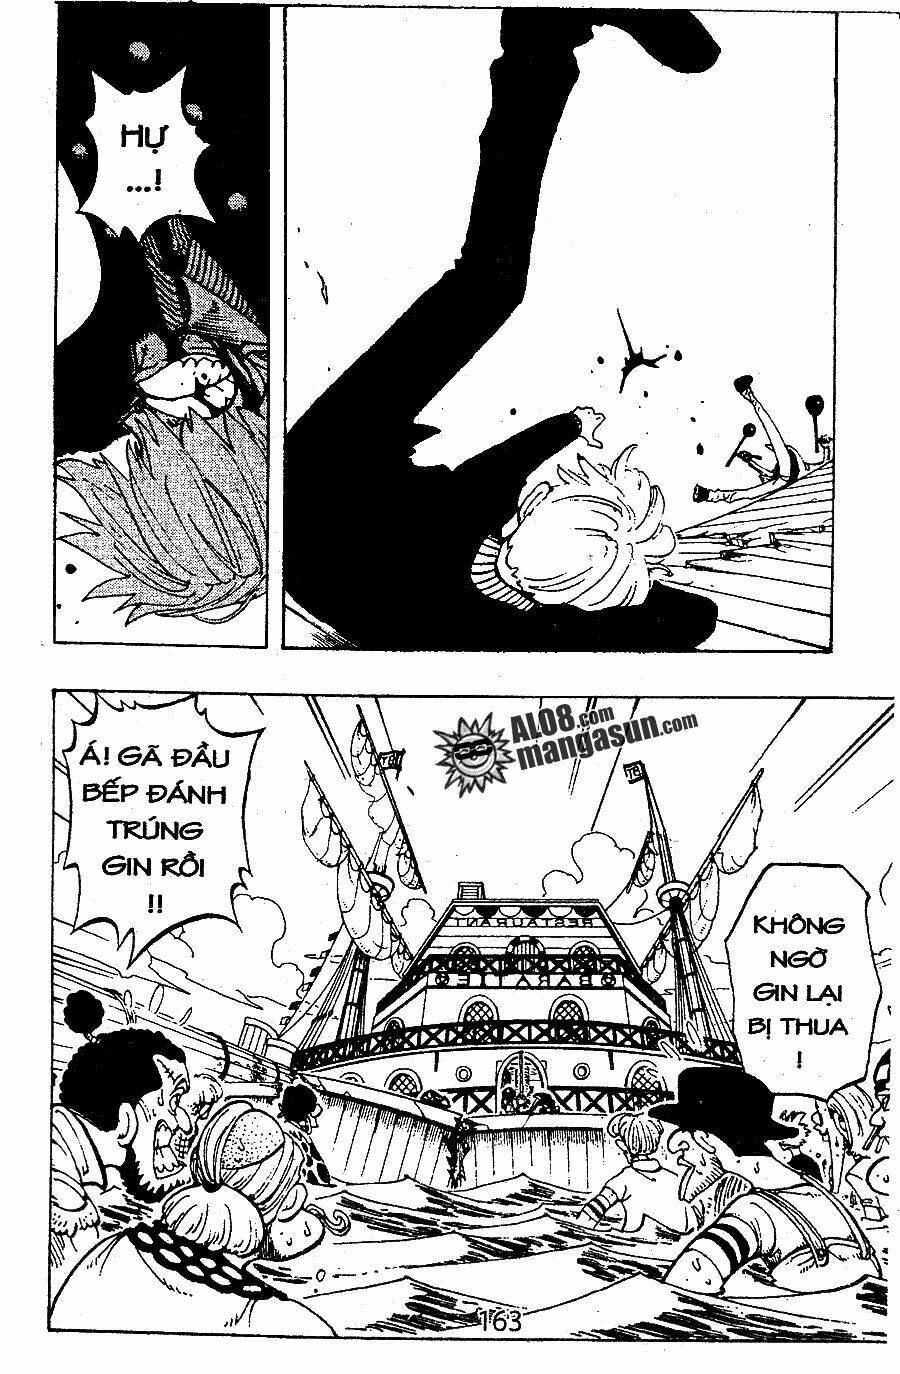 HỰ
...!
AL08.com
mangasun.com
Á! GÃ ĐẦU
BẾP ĐÁNH
TRÚNG
GIN RỒI
!!
RESTAURANT
BARATIE
KHÔNG
NGỜ
GIN LẠI
BỊ THUA
!
163